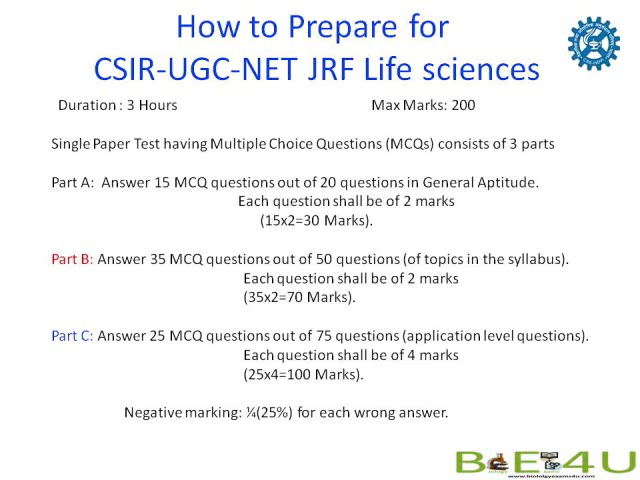 How to Prepare for
CSIR-UGC-NET JRF Life sciences
Duration : 3 Hours Max Marks: 200
Single Paper Test having Multiple Choice Questions (MCQs) consists of 3 parts
Part A: Answer 15 MCQ questions out of 20 questions in General Aptitude.
Each question shall be of 2 marks
(15x2=30 Marks).
Part B: Answer 35 MCQ questions out of 50 questions (of topics in the syllabus).
Each question shall be of 2 marks
(35x2=70 Marks).
Part C: Answer 25 MCQ questions out of 75 questions (application level questions).
Each question shall be of 4 marks
(25x4=100 Marks).
Negative marking: ¼(25%) for each wrong answer.
B E 4 U
www.biologyexams4u.com